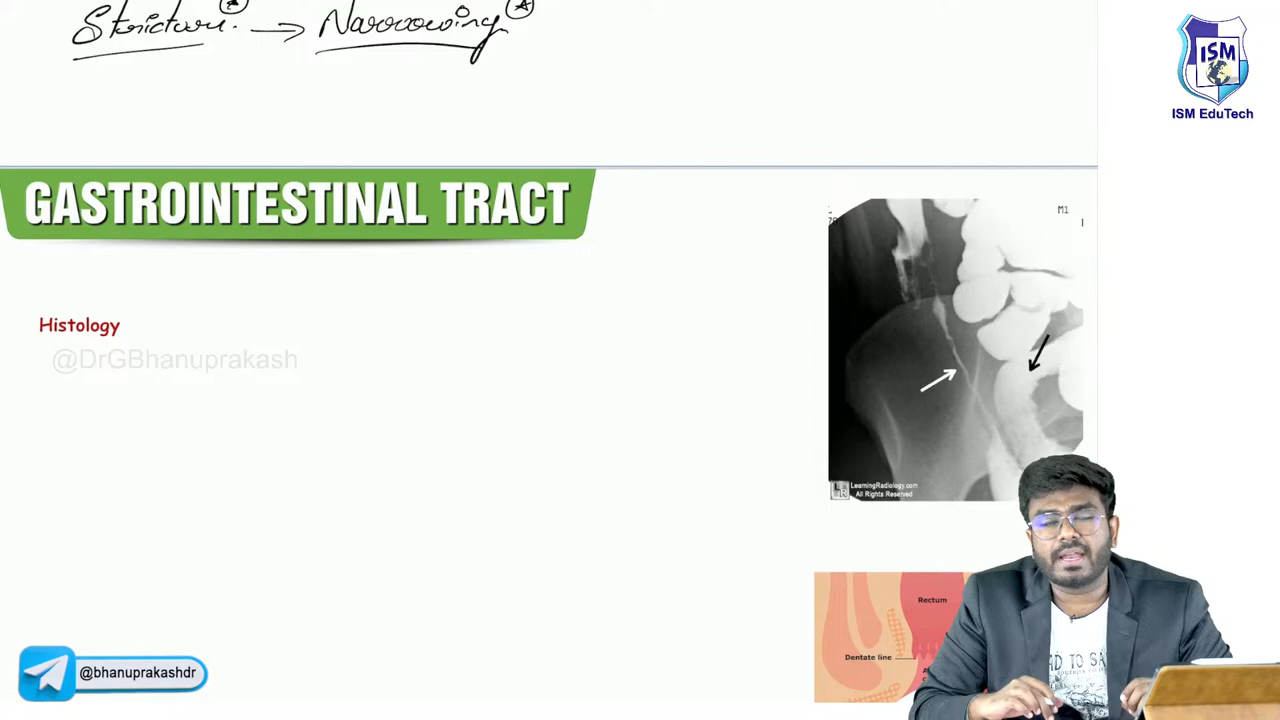 Stricture. → Narrowing
ISM
ISM EduTech
GASTROINTESTINAL TRACT
M1
Histology
@DrGBhanuprakash
LearningRadiology.com
All Rights Reserved
Rectum
Dentate line
@bhanuprakashdr